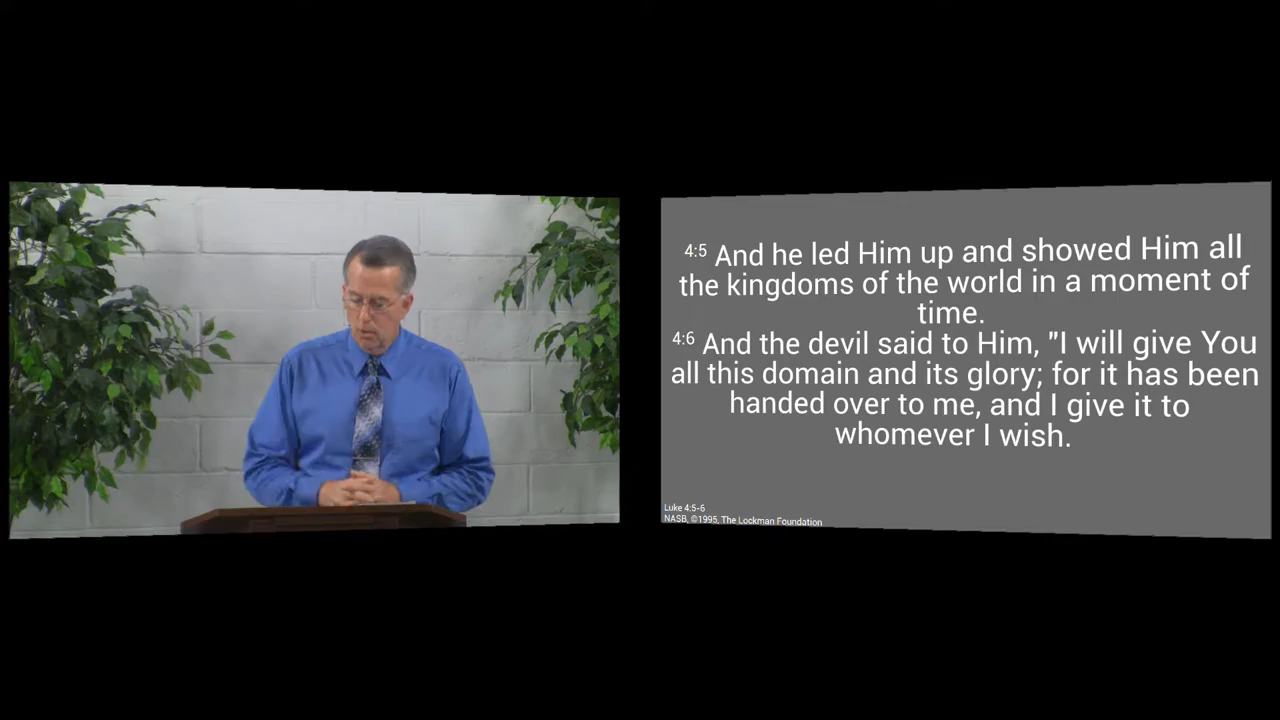 4:5 And he led Him up and showed Him all
the kingdoms of the world in a moment of
time.
4:6 And the devil said to Him, "I will give You
all this domain and its glory; for it has been
handed over to me, and I give it to
whomever I wish.
Luke 4:5-6
NASB, ©1995, The Lockman Foundation